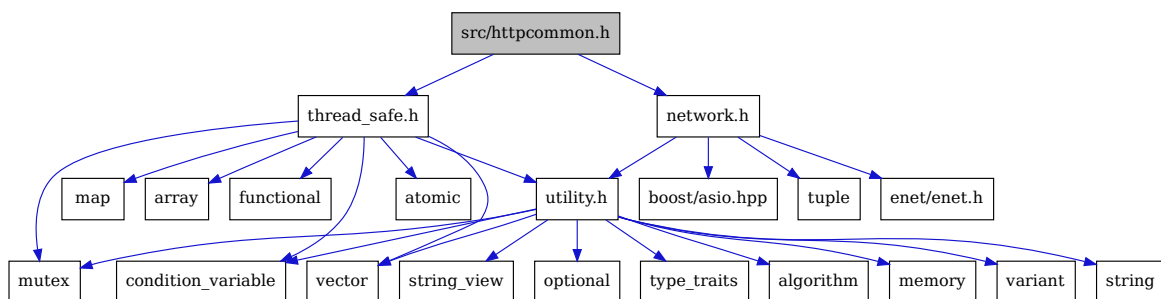 src/httpcommon.h
thread_safe.h
network.h
map
array
functional
atomic
utility.h
boost/asio.hpp
tuple
enet/enet.h
mutex
condition_variable
vector
string_view
optional
type_traits
algorithm
memory
variant
string